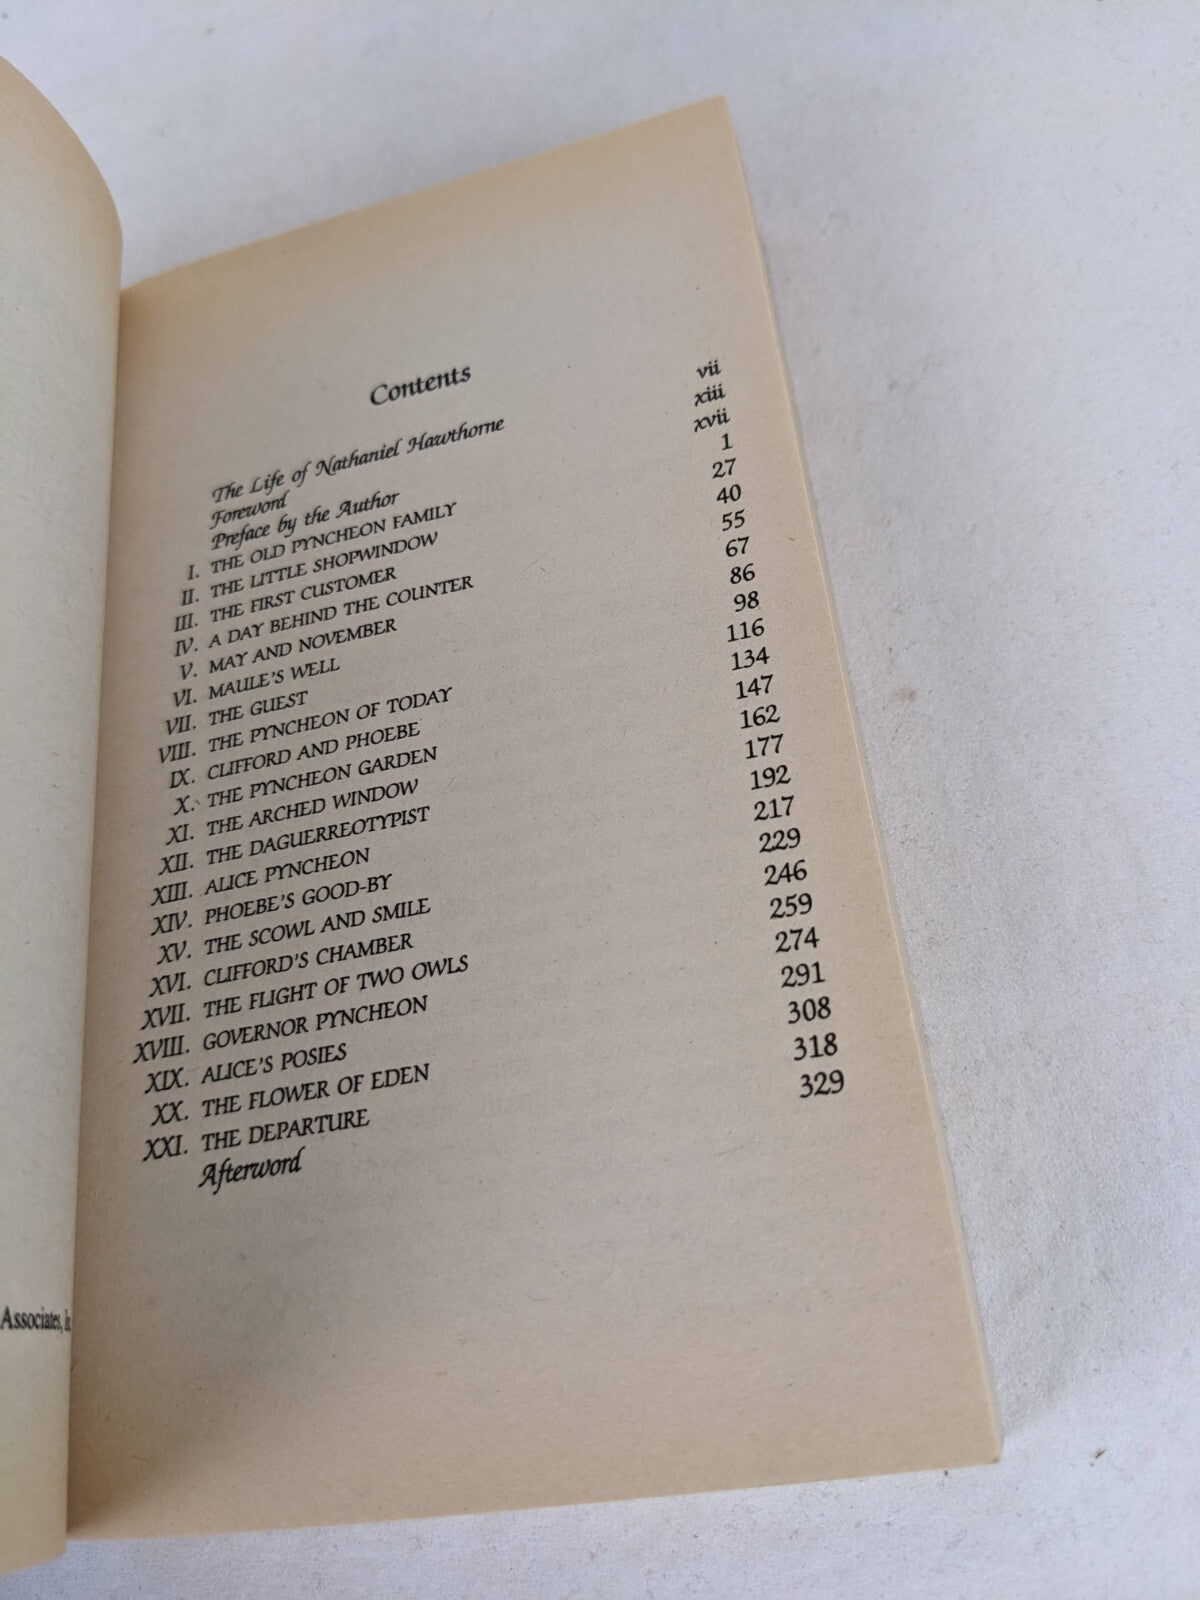 Contents
The Life of Nathaniel Hawthorne vii
Foreword xiii
Preface by the Author xvii
I. THE OLD PYNCHEON FAMILY 1
II. THE LITTLE SHOPWINDOW 27
III. THE FIRST CUSTOMER 40
IV. A DAY BEHIND THE COUNTER 55
V. MAY AND NOVEMBER 67
VI. MAULE'S WELL 86
VII. THE GUEST 98
VIII. THE PYNCHEON OF TODAY 116
IX. CLIFFORD AND PHOEBE 134
X. THE PYNCHEON GARDEN 147
XI. THE ARCHED WINDOW 162
XII. THE DAGUERREOTYPIST 177
XIII. ALICE PYNCHEON 192
XIV. PHOEBE'S GOOD-BY 217
XV. THE SCOWL AND SMILE 229
XVI. CLIFFORD'S CHAMBER 246
XVII. THE FLIGHT OF TWO OWLS 259
XVIII. GOVERNOR PYNCHEON 274
XIX. ALICE'S POSIES 291
XX. THE FLOWER OF EDEN 308
XXI. THE DEPARTURE 318
Afterword 329
Associates,